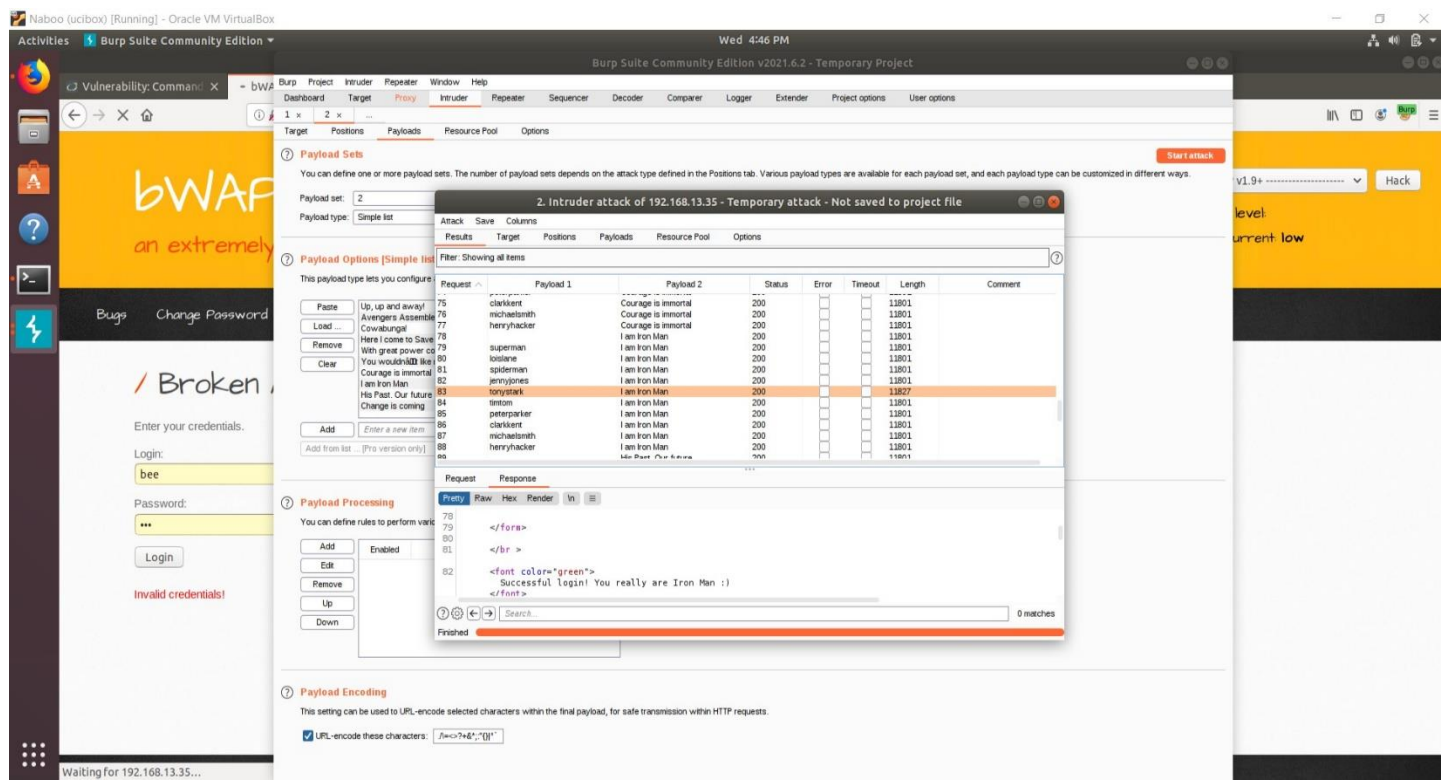 Naboo (ucibox) [Running] - Oracle VM VirtualBox
Activities Burp Suite Community Edition Wed 4:46 PM
Burp Suite Community Edition v2021.6.2 - Temporary Project
Vulnerability: Command
- bWA
Burp Project Intruder Repeater Window Help
Dashboard Target Proxy Intruder Repeater Sequencer Decoder Comparer Logger Extender Project options User options
1 × 2 × ...
Target Positions Payloads Resource Pool Options
Burp
Payload Sets
Start attack
You can define one or more payload sets. The number of payload sets depends on the attack type defined in the Positions tab. Various payload types are available for each payload set, and each payload type can be customized in different ways.
Payload set: 2
Payload type: Simple list
bWAP
an extremely
v1.9+ ---------------------- Hack
level:
urrent: low
Bugs Change Password
/ Broken
Enter your credentials.
Login:
bee
Password:
•••
Login
Invalid credentials!
Payload Options [Simple list
This payload type lets you configure
Paste
Load ...
Remove
Clear
Up, up and away!
Avengers Assemble
Cowabunga!
Here I come to Save
With great power co
Courage is immortal
I am Iron Man
His Past. Our future
Change is coming
Add Enter a new item
Add from list ... [Pro version only]
Payload Processing
You can define rules to perform vario
Add
Edit
Remove
Up
Down
Enabled
Payload Encoding
This setting can be used to URL-encode selected characters within the final payload, for safe transmission within HTTP requests.
URL-encode these characters:
2. Intruder attack of 192.168.13.35 - Temporary attack - Not saved to project file
Attack Save Columns
Results Target Positions Payloads Resource Pool Options
Filter: Showing all items
Request Payload 1 Payload 2 Status Error Timeout Length Comment
75 clarkkent Courage is immortal 200 11801
76 michaelsmith Courage is immortal 200 11801
77 henryhacker Courage is immortal 200 11801
78 I am Iron Man 200 11801
79 superman I am Iron Man 200 11801
80 loislane I am Iron Man 200 11801
81 spiderman I am Iron Man 200 11801
82 jennyjones I am Iron Man 200 11801
83 tonystark I am Iron Man 200 11827
84 timtom I am Iron Man 200 11801
85 peterparker I am Iron Man 200 11801
86 clarkkent I am Iron Man 200 11801
87 michaelsmith I am Iron Man 200 11801
88 henryhacker I am Iron Man 200 11801
89 His Past. Our future 200 11801
Request Response
Pretty Raw Hex Render \n
78
79 </form>
80
81 </br >
82 <font color="green">
Successful login! You really are Iron Man :)
</font>
Search... 0 matches
Finished
Waiting for 192.168.13.35...